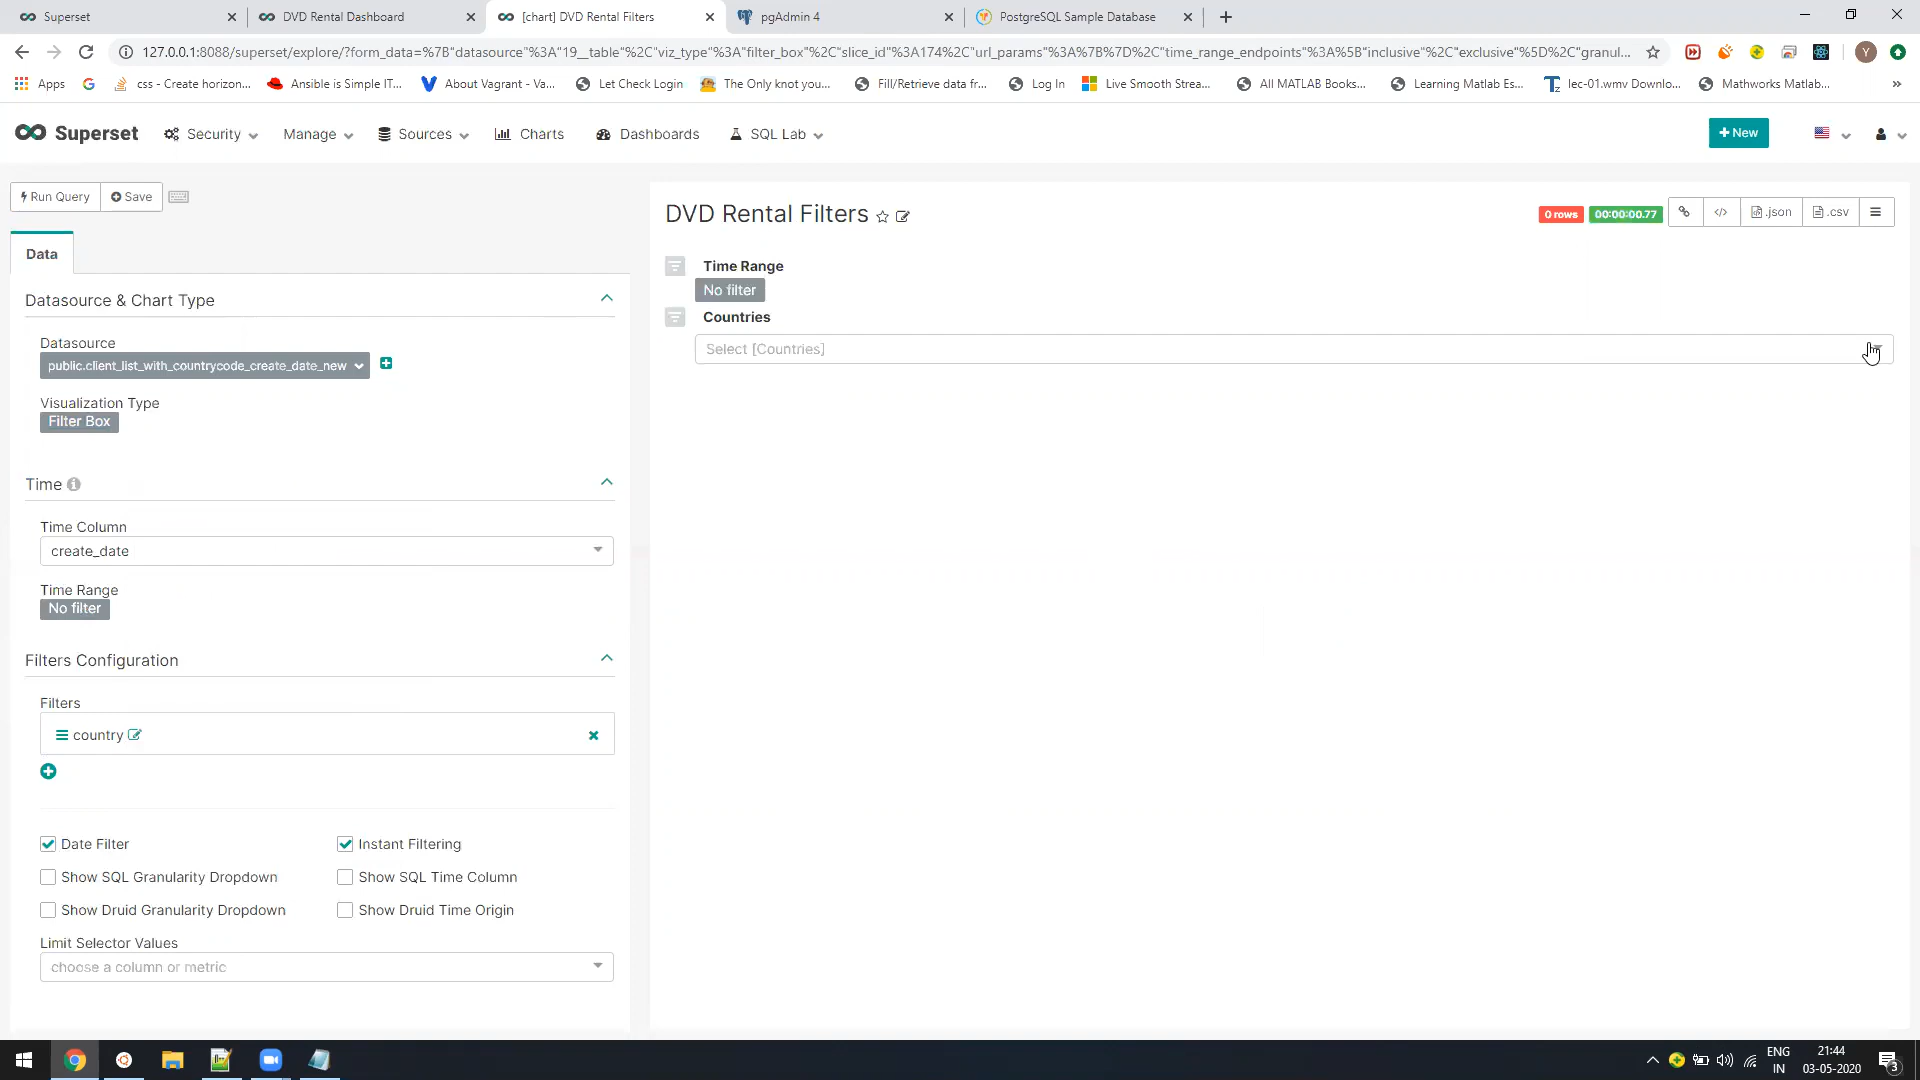 Superset
DVD Rental Dashboard
[chart] DVD Rental Filters
pgAdmin 4
PostgreSQL Sample Database
127.0.0.1:8088/superset/explore/?form_data=%7B"datasource"%3A"19__table"%2C"viz_type"%3A"filter_box"%2C"slice_id"%3A174%2C"url_params"%3A%7B%7D%2C"time_range_endpoints"%3A%5B"inclusive"%2C"exclusive"%5D%2C"granul...
Y
Apps
css - Create horizon...
Ansible is Simple IT...
About Vagrant - Va...
Let Check Login
The Only knot you...
Fill/Retrieve data fr...
Log In
Live Smooth Strea...
All MATLAB Books...
Learning Matlab Es...
lec-01.wmv Downlo...
Mathworks Matlab...
»
Superset
Security
Manage
Sources
Charts
Dashboards
SQL Lab
+ New
Run Query
Save
Data
Datasource & Chart Type
Datasource
public.client_list_with_countrycode_create_date_new
Visualization Type
Filter Box
Time
Time Column
create_date
Time Range
No filter
Filters Configuration
Filters
country
Date Filter
Instant Filtering
Show SQL Granularity Dropdown
Show SQL Time Column
Show Druid Granularity Dropdown
Show Druid Time Origin
Limit Selector Values
choose a column or metric
DVD Rental Filters
0 rows
00:00:00.77
.json
.csv
Time Range
No filter
Countries
Select [Countries]
ENG
IN
21:44
03-05-2020
3